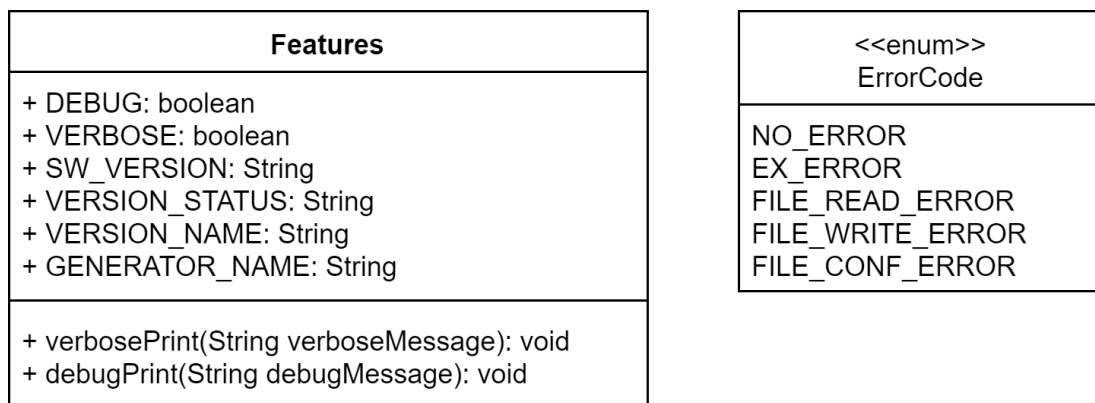 Features
+ DEBUG: boolean
+ VERBOSE: boolean
+ SW_VERSION: String
+ VERSION_STATUS: String
+ VERSION_NAME: String
+ GENERATOR_NAME: String
+ verbosePrint(String verboseMessage): void
+ debugPrint(String debugMessage): void
<<enum>>
ErrorCode
NO_ERROR
EX_ERROR
FILE_READ_ERROR
FILE_WRITE_ERROR
FILE_CONF_ERROR